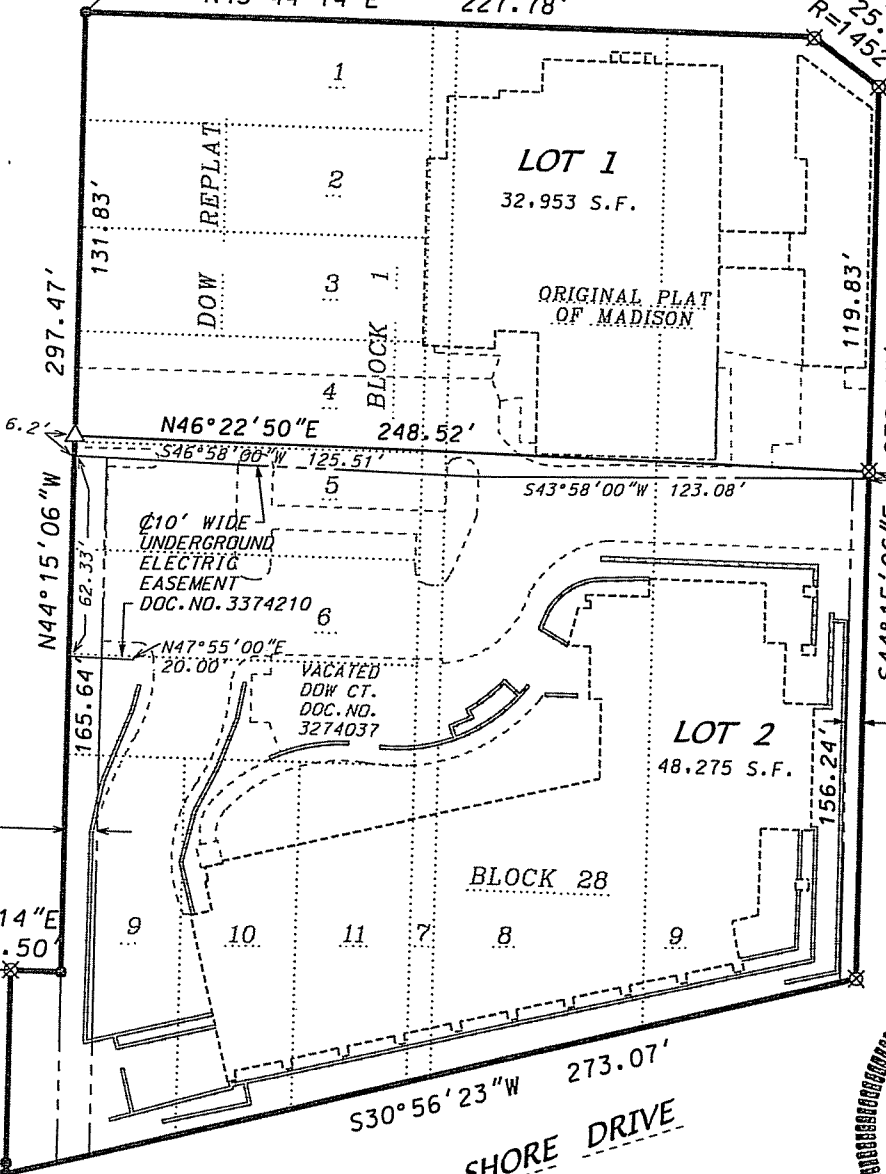 227.78'
25.
R=1452
1
REPLAT
2
LOT 1
32,953 S.F.
131.83'
DOW
3
1
BLOCK
ORIGINAL PLAT
OF MADISON
119.83'
297.47'
4
6.2'
N46°22'50"E 248.52'
S46°58'00"W 125.51'
5
S43°58'00"W 123.08'
N44°15'06"W
62.33'
₵10' WIDE
UNDERGROUND
ELECTRIC
EASEMENT
DOC.NO.3374210
6
N47°55'00"E
20.00'
165.64'
VACATED
DOW CT.
DOC.NO.
3274037
LOT 2
48,275 S.F.
156.24'
BLOCK 28
14"E
.50'
9
10
11
7
8
9
S30°56'23"W 273.07'
SHORE DRIVE